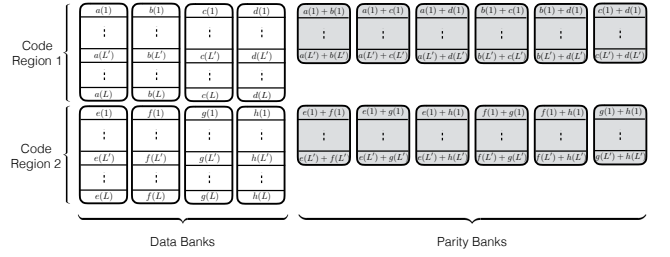 a(1) b(1) c(1) d(1) a(1) + b(1) a(1) + c(1) a(1) + d(1) b(1) + c(1) b(1) + d(1) c(1) + d(1)
Code
Region 1
a(L′) b(L′) c(L′) d(L′) a(L′) + b(L′) a(L′) + c(L′) a(L′) + d(L′) b(L′) + c(L′) b(L′) + d(L′) c(L′) + d(L′)
a(L) b(L) c(L) d(L)
e(1) f(1) g(1) h(1) e(1) + f(1) e(1) + g(1) e(1) + h(1) f(1) + g(1) f(1) + h(1) g(1) + h(1)
Code
Region 2
e(L′) f(L′) g(L′) h(L′) e(L′) + f(L′) e(L′) + g(L′) e(L′) + h(L′) f(L′) + g(L′) f(L′) + h(L′) g(L′) + h(L′)
e(L) f(L) g(L) h(L)
Data Banks Parity Banks